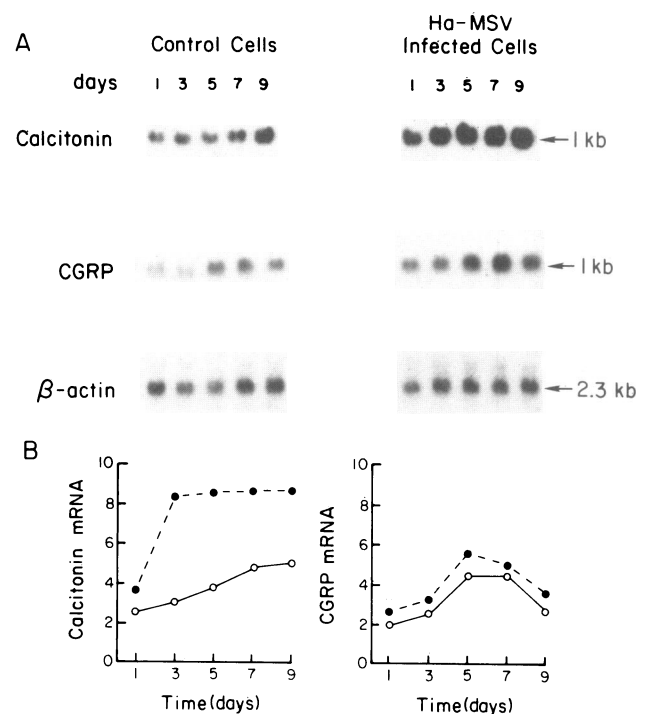 A
Control Cells
Ha-MSV
Infected Cells
days 1 3 5 7 9 1 3 5 7 9
Calcitonin
1 kb
CGRP
1 kb
β-actin
2.3 kb
B
Calcitonin mRNA
10
8
6
4
2
0
1 3 5 7 9
Time(days)
CGRP mRNA
10
8
6
4
2
0
1 3 5 7 9
Time(days)